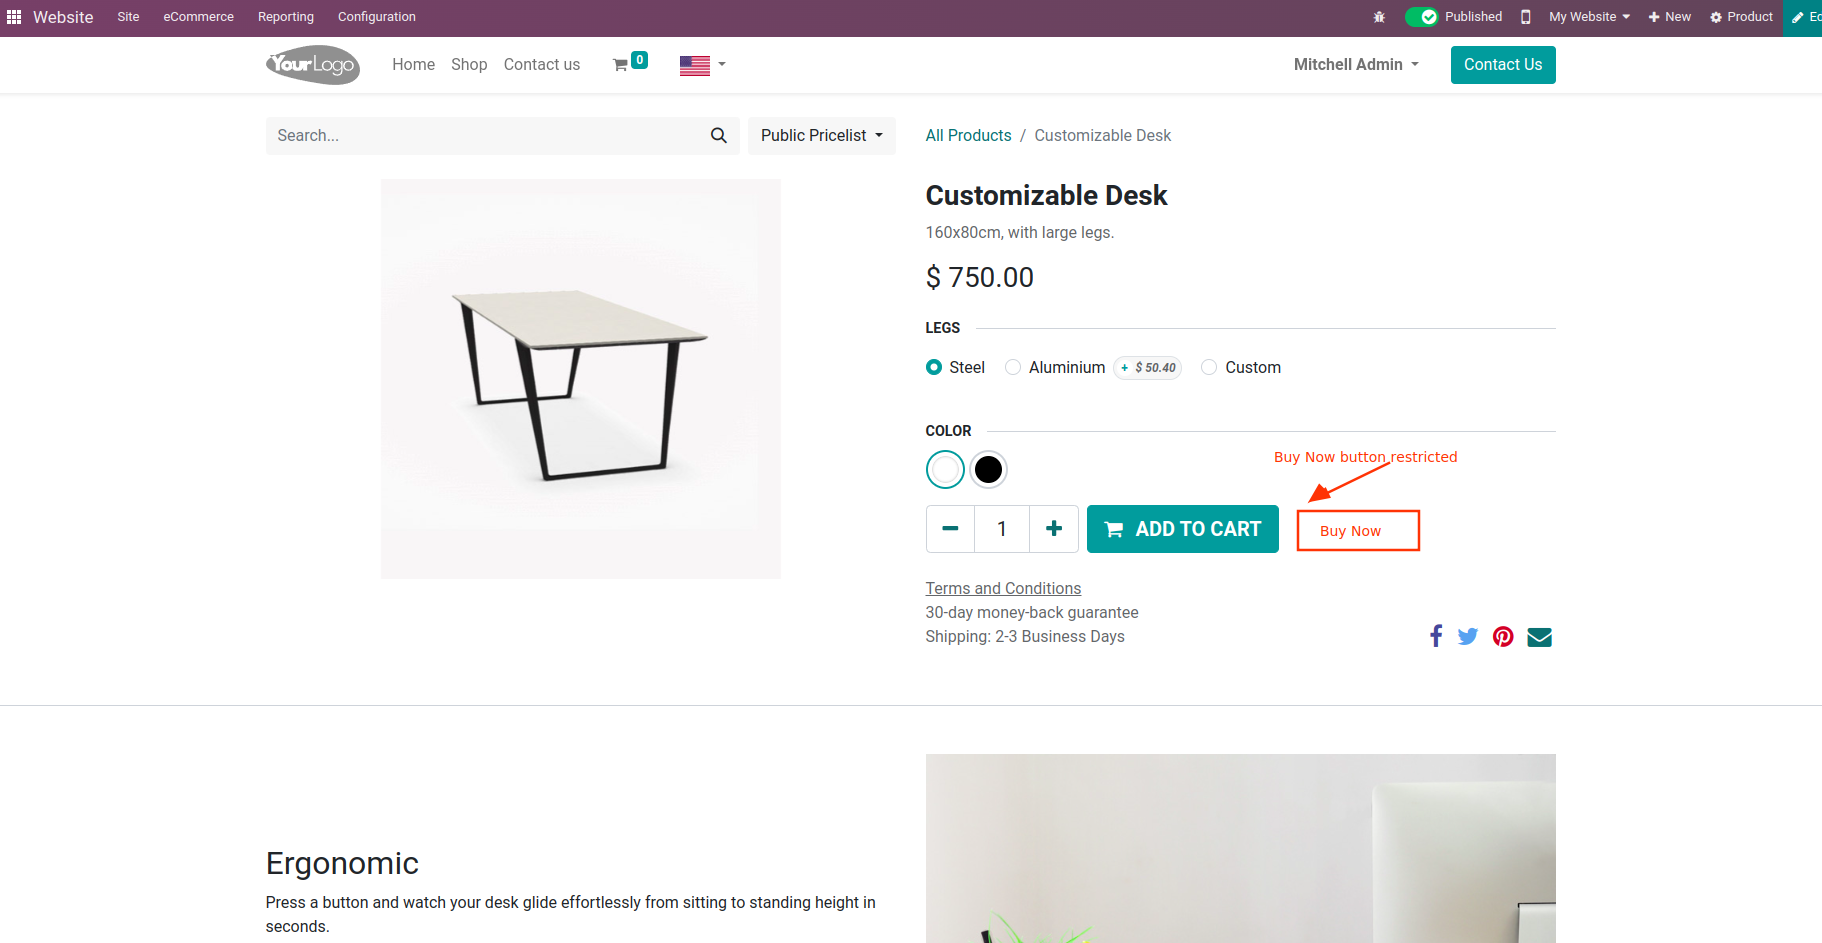 Website Site eCommerce Reporting Configuration Published My Website New Product
YourLogo Home Shop Contact us 0 Mitchell Admin Contact Us
Search... Public Pricelist All Products / Customizable Desk
Customizable Desk
160x80cm, with large legs.
$ 750.00
LEGS
Steel Aluminium + $ 50.40 Custom
COLOR
Buy Now button restricted
1 ADD TO CART Buy Now
Terms and Conditions
30-day money-back guarantee
Shipping: 2-3 Business Days
Ergonomic
Press a button and watch your desk glide effortlessly from sitting to standing height in
seconds.